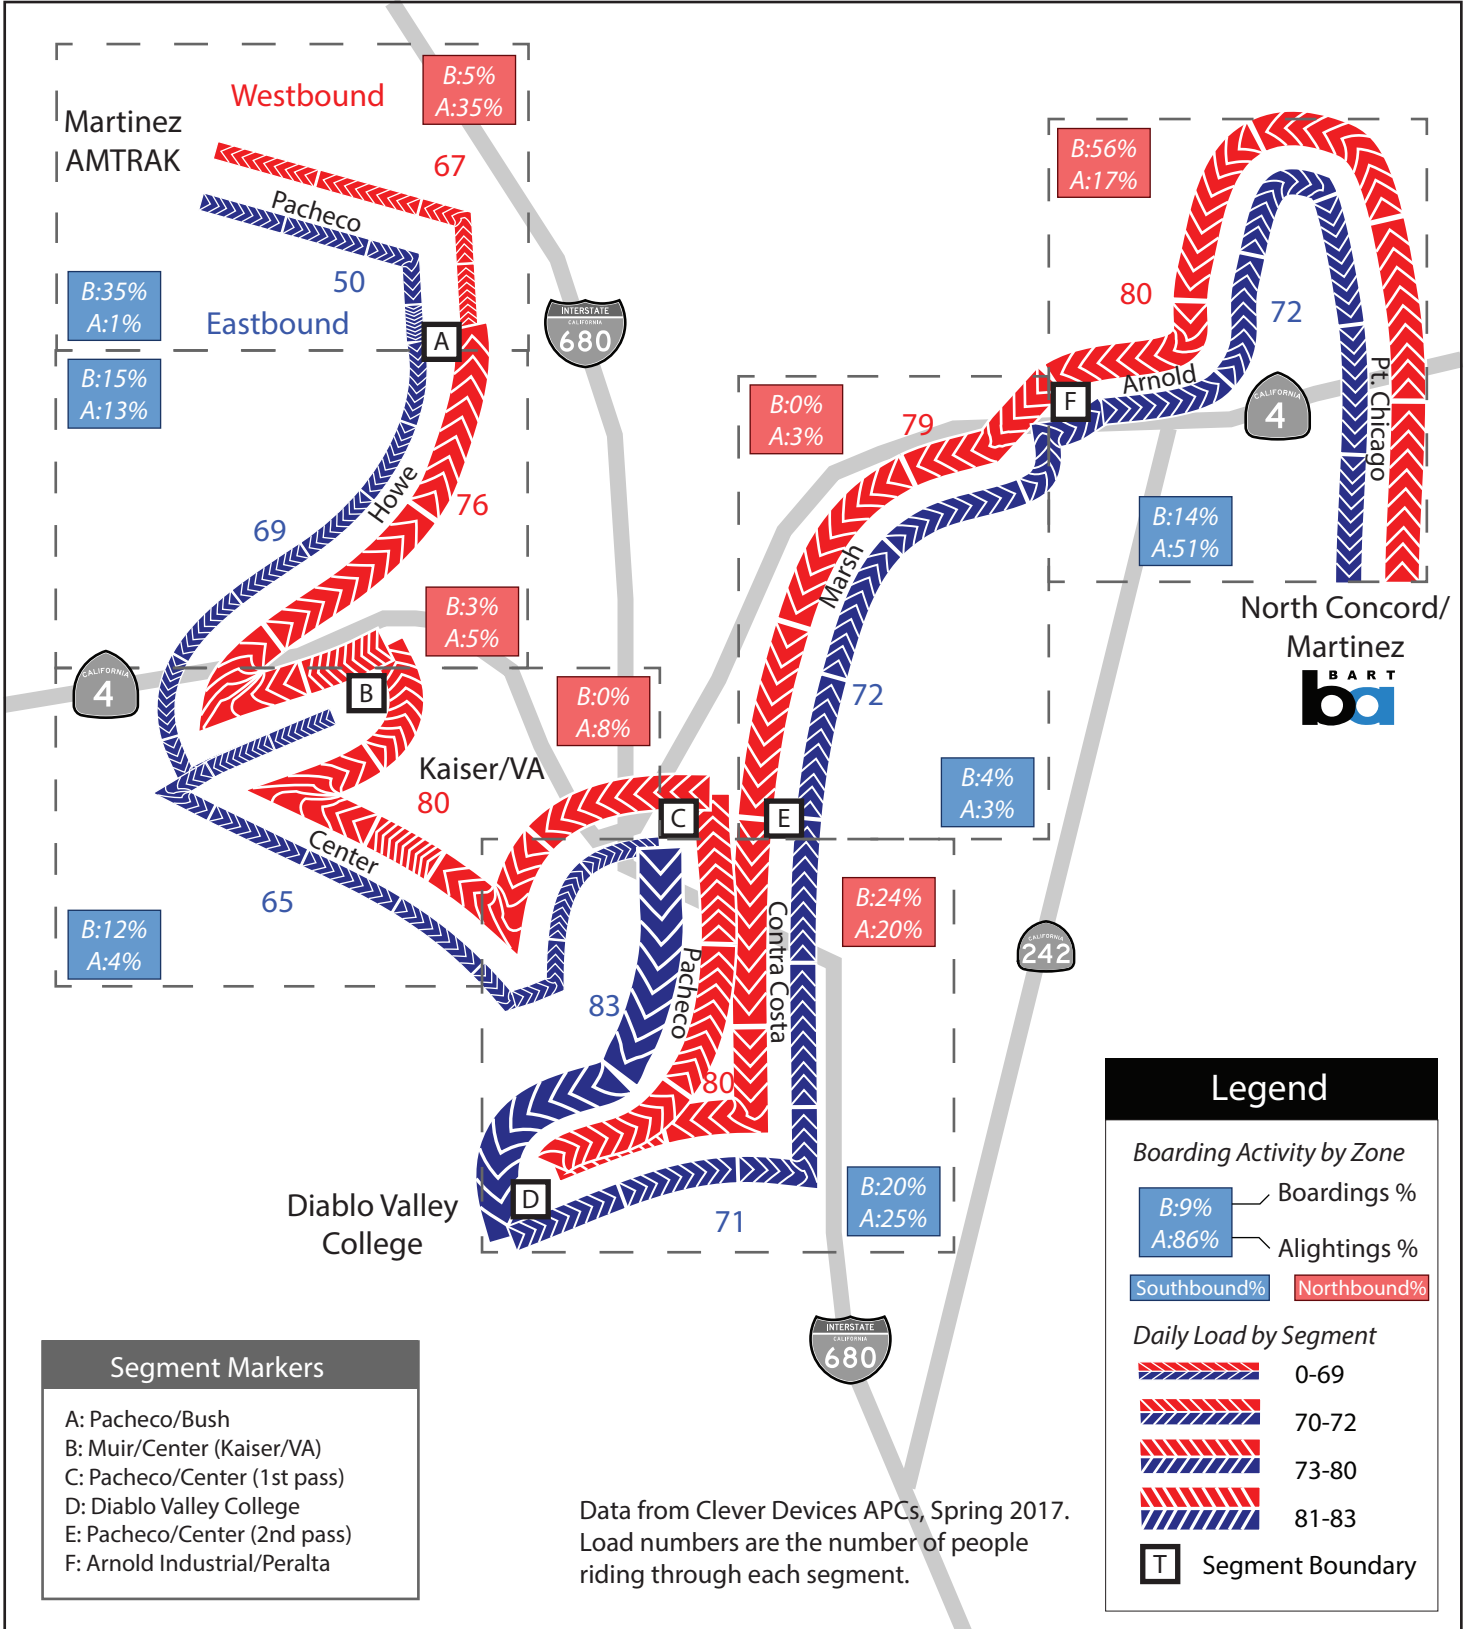 Westbound
B:5%
A:35%
Martinez
AMTRAK
67
Pacheco
50
B:35%
A:1%
Eastbound
A
INTERSTATE
CALIFORNIA
680
B:15%
A:13%
B:56%
A:17%
80
72
Arnold
F
CALIFORNIA
4
Pt. Chicago
B:0%
A:3%
79
Howe
76
69
B:14%
A:51%
Marsh
B:3%
A:5%
North Concord/
Martinez
BART
ba
CALIFORNIA
4
B
B:0%
A:8%
72
Kaiser/VA
80
B:4%
A:3%
C
E
Center
65
B:12%
A:4%
B:24%
A:20%
Contra Costa
Pacheco
CALIFORNIA
242
83
80
Diablo Valley
College
D
71
B:20%
A:25%
INTERSTATE
CALIFORNIA
680
Legend
Boarding Activity by Zone
B:9%
A:86%
Boardings %
Alightings %
Southbound%
Northbound%
Daily Load by Segment
0-69
70-72
73-80
81-83
T
Segment Boundary
Segment Markers
A: Pacheco/Bush
B: Muir/Center (Kaiser/VA)
C: Pacheco/Center (1st pass)
D: Diablo Valley College
E: Pacheco/Center (2nd pass)
F: Arnold Industrial/Peralta
Data from Clever Devices APCs, Spring 2017.
Load numbers are the number of people
riding through each segment.